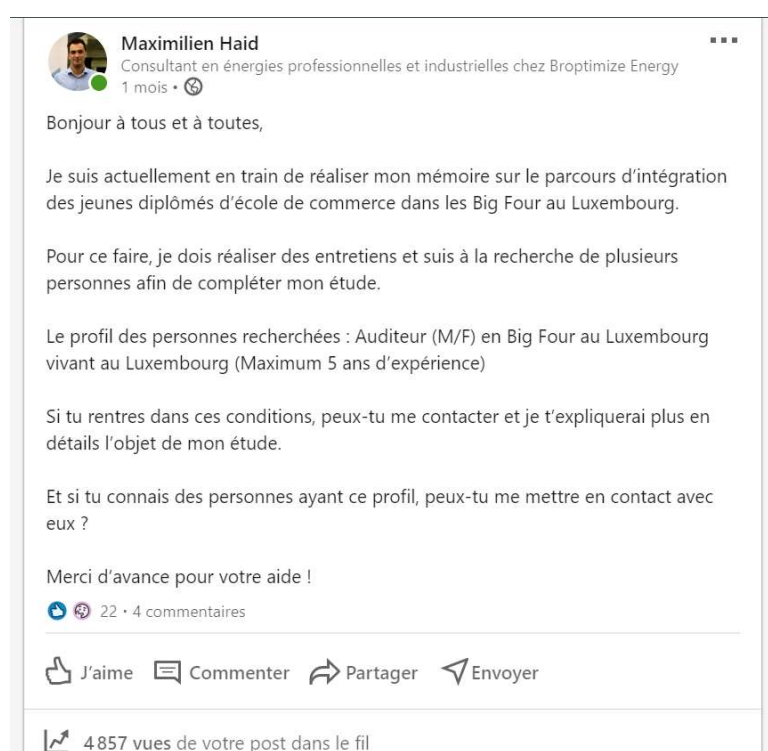 Maximilien Haid
Consultant en énergies professionnelles et industrielles chez Broptimize Energy
1 mois •
Bonjour à tous et à toutes,
Je suis actuellement en train de réaliser mon mémoire sur le parcours d'intégration
des jeunes diplômés d'école de commerce dans les Big Four au Luxembourg.
Pour ce faire, je dois réaliser des entretiens et suis à la recherche de plusieurs
personnes afin de compléter mon étude.
Le profil des personnes recherchées : Auditeur (M/F) en Big Four au Luxembourg
vivant au Luxembourg (Maximum 5 ans d'expérience)
Si tu rentres dans ces conditions, peux-tu me contacter et je t'expliquerai plus en
détails l'objet de mon étude.
Et si tu connais des personnes ayant ce profil, peux-tu me mettre en contact avec
eux ?
Merci d'avance pour votre aide !
22 • 4 commentaires
J'aime Commenter Partager Envoyer
4 857 vues de votre post dans le fil